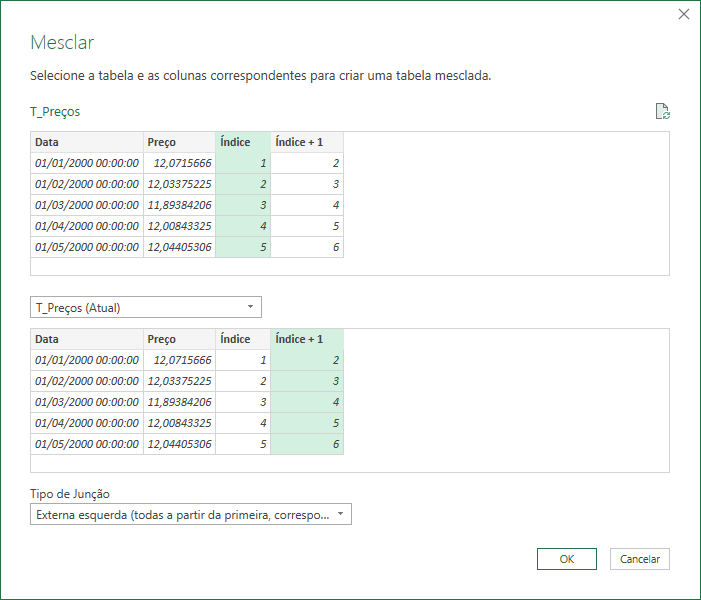 Mesclar
Selecione a tabela e as colunas correspondentes para criar uma tabela mesclada.
T_Preços
Data Preço Índice Índice + 1
01/01/2000 00:00:00 12,0715666 1 2
01/02/2000 00:00:00 12,03375225 2 3
01/03/2000 00:00:00 11,89384206 3 4
01/04/2000 00:00:00 12,00843325 4 5
01/05/2000 00:00:00 12,04405306 5 6
T_Preços (Atual)
Data Preço Índice Índice + 1
01/01/2000 00:00:00 12,0715666 1 2
01/02/2000 00:00:00 12,03375225 2 3
01/03/2000 00:00:00 11,89384206 3 4
01/04/2000 00:00:00 12,00843325 4 5
01/05/2000 00:00:00 12,04405306 5 6
Tipo de Junção
Externa esquerda (todas a partir da primeira, correspo...
OK Cancelar